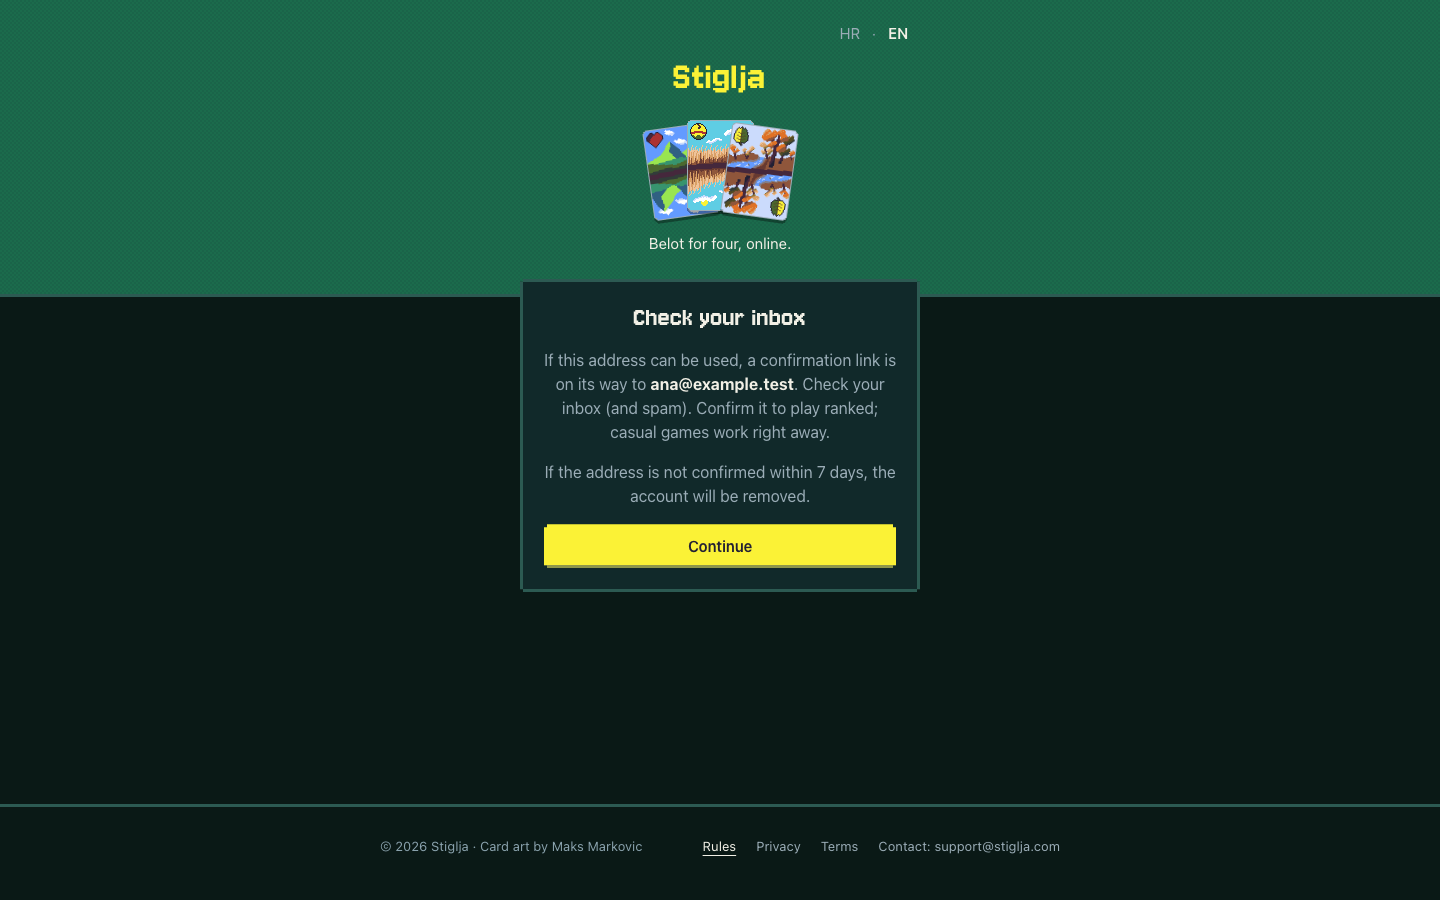 HR · EN
Stiglja
Belot for four, online.
Check your inbox
If this address can be used, a confirmation link is
on its way to ana@example.test. Check your
inbox (and spam). Confirm it to play ranked;
casual games work right away.
If the address is not confirmed within 7 days, the
account will be removed.
Continue
© 2026 Stiglja · Card art by Maks Markovic
Rules Privacy Terms Contact: support@stiglja.com